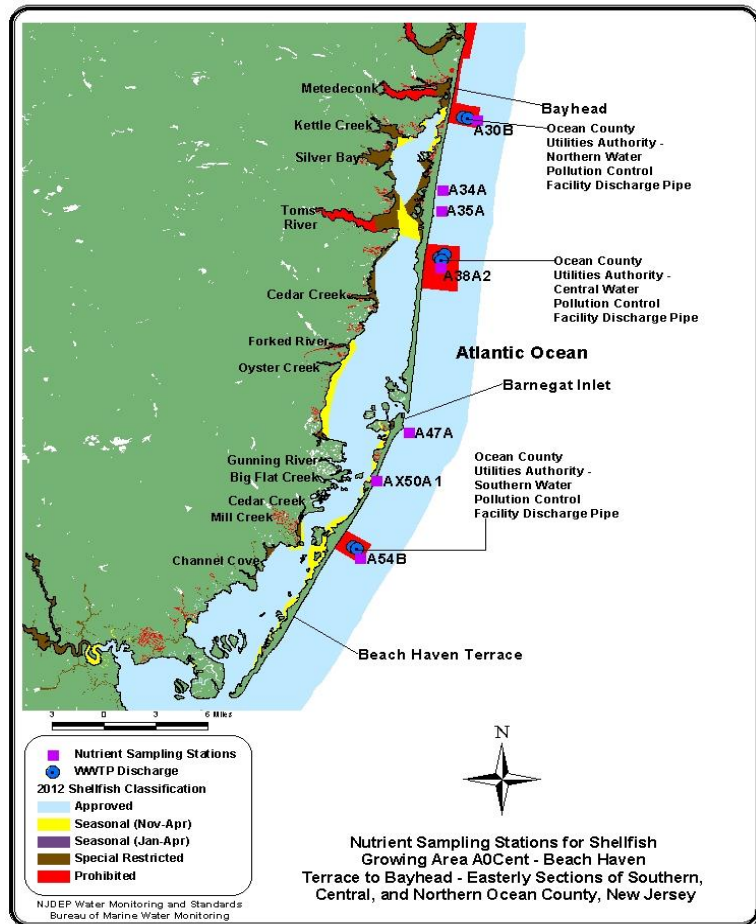 Metedeconk
Kettle Creek
Silver Bay
Toms
River
Cedar Creek
Forked River
Oyster Creek
Gunning River
Big Flat Creek
Cedar Creek
Mill Creek
Channel Cove
Bayhead
A30B
Ocean County
Utilities Authority -
Northern Water
Pollution Control
Facility Discharge Pipe
A34A
A35A
A38A2
Ocean County
Utilities Authority -
Central Water
Pollution Control
Facility Discharge Pipe
Atlantic Ocean
Barnegat Inlet
A47A
AX50A1
Ocean County
Utilities Authority -
Southern Water
Pollution Control
Facility Discharge Pipe
A54B
Beach Haven Terrace
3 0 3 6 Miles
Nutrient Sampling Stations
WWTP Discharge
2012 Shellfish Classification
Approved
Seasonal (Nov-Apr)
Seasonal (Jan-Apr)
Special Restricted
Prohibited
NJDEP Water Monitoring and Standards
Bureau of Marine Water Monitoring
N
Nutrient Sampling Stations for Shellfish
Growing Area A0Cent - Beach Haven
Terrace to Bayhead - Easterly Sections of Southern,
Central, and Northern Ocean County, New Jersey